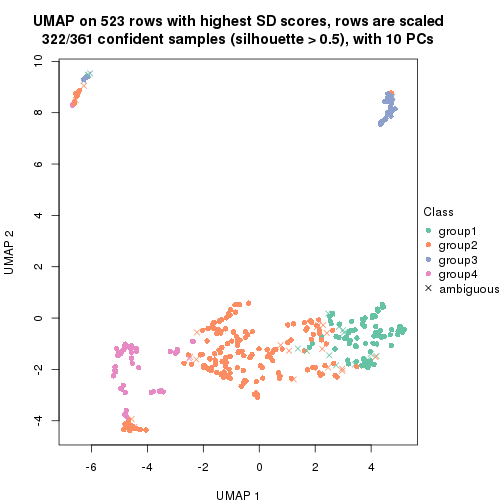 UMAP on 523 rows with highest SD scores, rows are scaled
322/361 confident samples (silhouette > 0.5), with 10 PCs
10
8
6
4
2
0
-2
-4
UMAP 2
-6
-4
-2
0
2
4
UMAP 1
Class
group1
group2
group3
group4
ambiguous